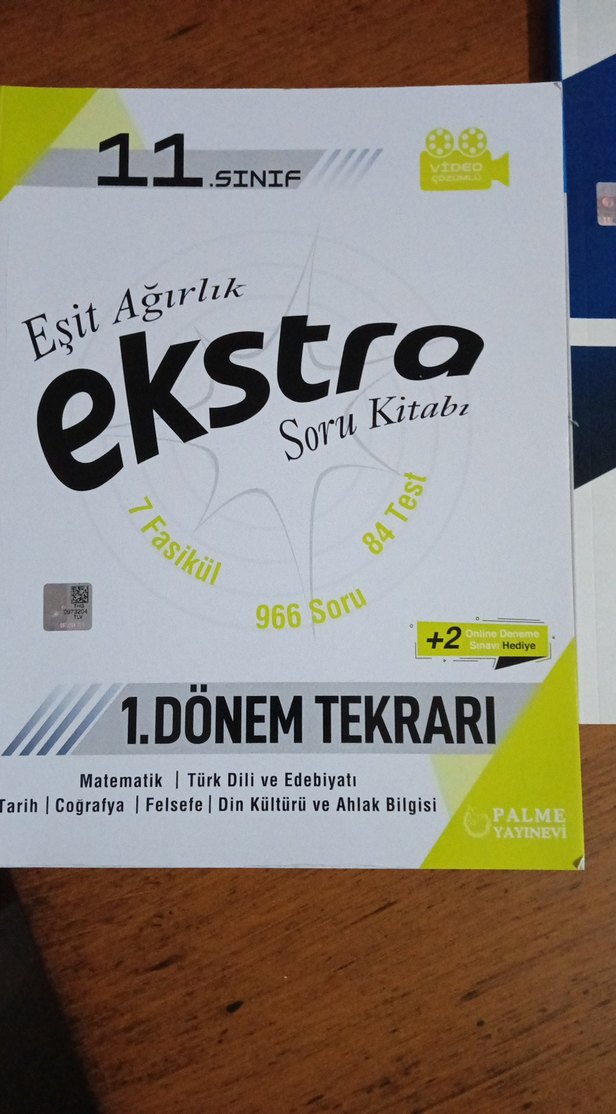 11.SINIF
VİDEO
ÇÖZÜMLÜ
Eşit Ağırlık
ekstra
Soru Kitabı
7 Fasikül
966 Soru
84 Test
+2 Online Deneme
Sınavı Hediye
1.DÖNEM TEKRARI
Matematik | Türk Dili ve Edebiyatı
Tarih | Coğrafya | Felsefe | Din Kültürü ve Ahlak Bilgisi
PALME
YAYINEVİ